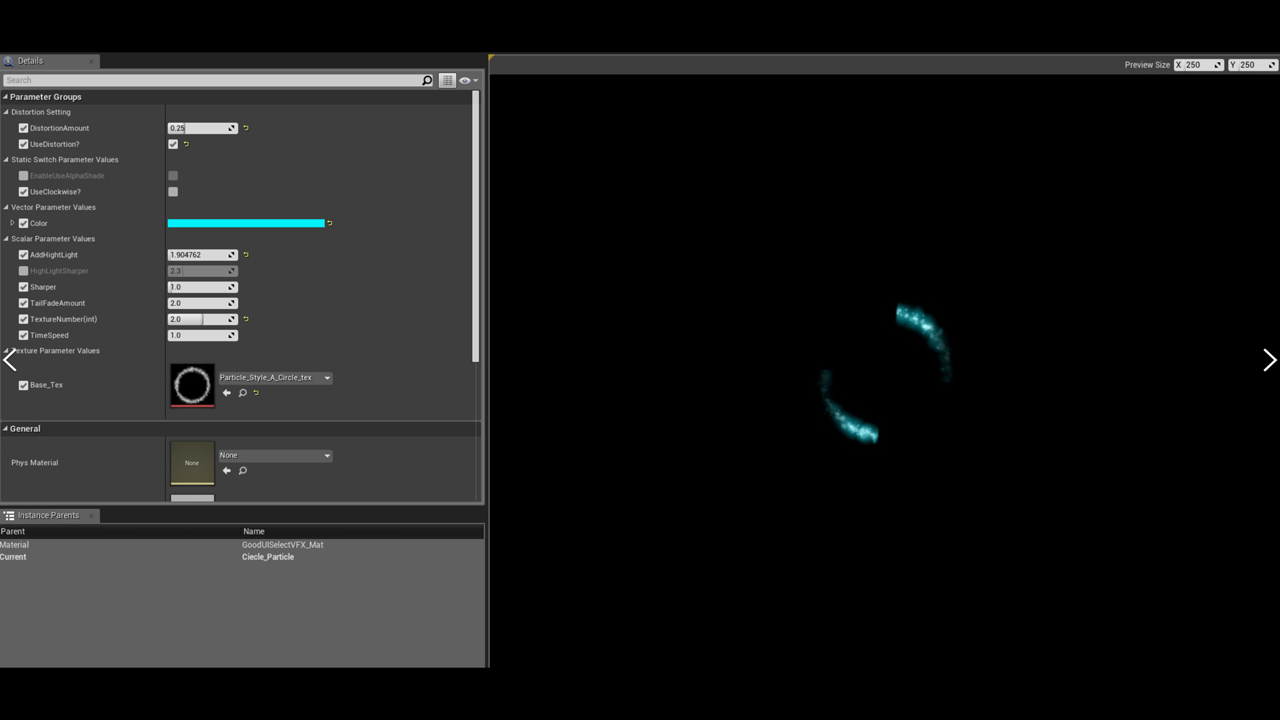 Details
Search
Preview Size X 250 Y 250
Parameter Groups
Distortion Setting
DistortionAmount 0.25
UseDistortion?
Static Switch Parameter Values
EnableUseAlphaShade
UseClockwise?
Vector Parameter Values
Color
Scalar Parameter Values
AddHightLight 1.904762
HighLightSharper 2.3
Sharper 1.0
TailFadeAmount 2.0
TextureNumber(int) 2.0
TimeSpeed 1.0
Texture Parameter Values
Base_Tex Particle_Style_A_Circle_tex
General
Phys Material None None
Instance Parents
Parent Name
Material GoodUISelectVFX_Mat
Current Ciecle_Particle